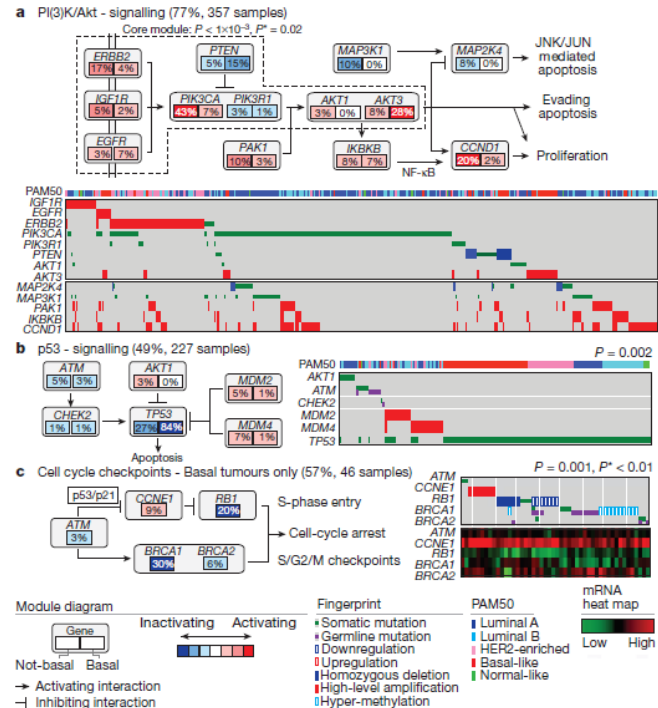 a PI(3)K/Akt - signalling (77%, 357 samples)
Core module: P < 1×10⁻³, P* = 0.02
ERBB2
17% 4%
PTEN
5% 15%
MAP3K1
10% 0%
MAP2K4
8% 0%
JNK/JUN
mediated
apoptosis
IGF1R
5% 2%
PIK3CA PIK3R1
43% 7% 3% 1%
AKT1 AKT3
3% 0% 8% 28%
Evading
apoptosis
EGFR
3% 7%
PAK1
10% 3%
IKBKB
8% 7%
NF-κB
CCND1
20% 2%
Proliferation
PAM50
IGF1R
EGFR
ERBB2
PIK3CA
PIK3R1
PTEN
AKT1
AKT3
MAP2K4
MAP3K1
PAK1
IKBKB
CCND1
b p53 - signalling (49%, 227 samples)
P = 0.002
ATM
5% 3%
AKT1
3% 0%
MDM2
5% 1%
CHEK2
1% 1%
TP53
27% 84%
MDM4
7% 1%
Apoptosis
PAM50
AKT1
ATM
CHEK2
MDM2
MDM4
TP53
c Cell cycle checkpoints - Basal tumours only (57%, 46 samples)
P = 0.001, P* < 0.01
p53/p21
CCNE1
9%
RB1
20%
S-phase entry
ATM
3%
Cell-cycle arrest
BRCA1 BRCA2
30% 6%
S/G2/M checkpoints
ATM
CCNE1
RB1
BRCA1
BRCA2
ATM
CCNE1
RB1
BRCA1
BRCA2
Module diagram
Gene
Not-basal Basal
Inactivating Activating
Activating interaction
Inhibiting interaction
Fingerprint
Somatic mutation
Germline mutation
Downregulation
Upregulation
Homozygous deletion
High-level amplification
Hyper-methylation
PAM50
Luminal A
Luminal B
HER2-enriched
Basal-like
Normal-like
mRNA
heat map
Low High